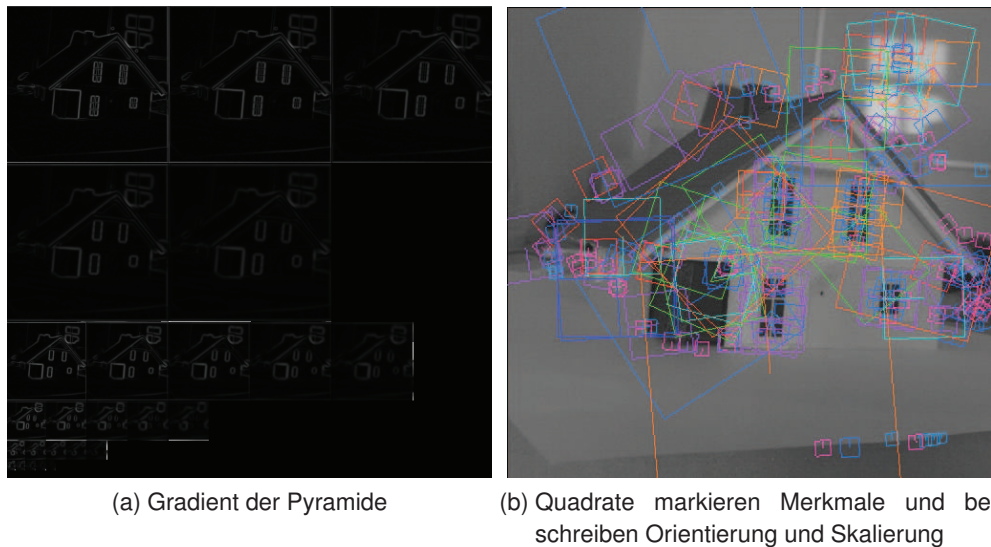 (a) Gradient der Pyramide
(b) Quadrate markieren Merkmale und be
schreiben Orientierung und Skalierung